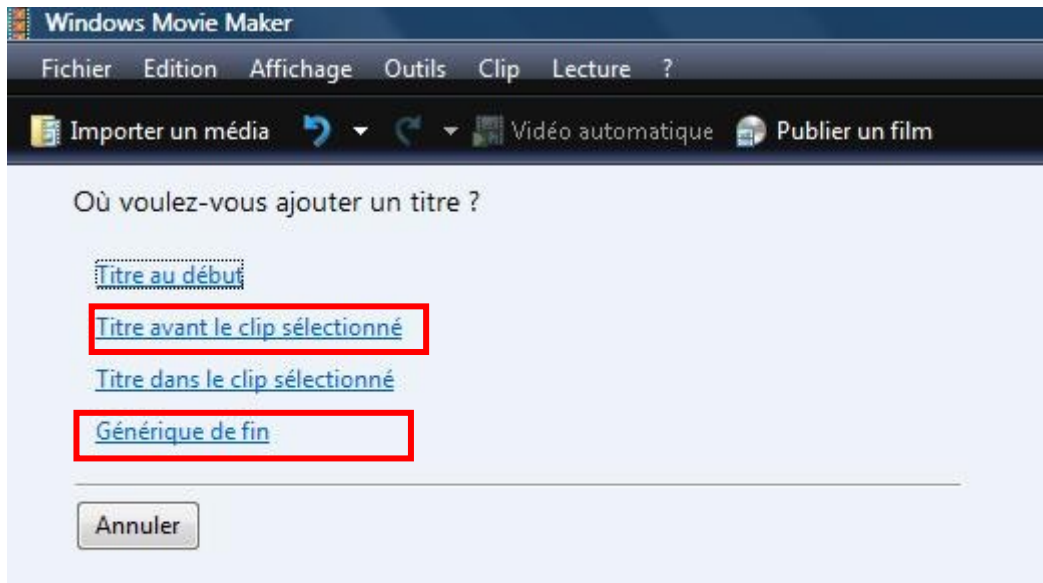 Windows Movie Maker
Fichier Edition Affichage Outils Clip Lecture ?
Importer un média Vidéo automatique Publier un film
Où voulez-vous ajouter un titre ?
Titre au début
Titre avant le clip sélectionné
Titre dans le clip sélectionné
Générique de fin
Annuler